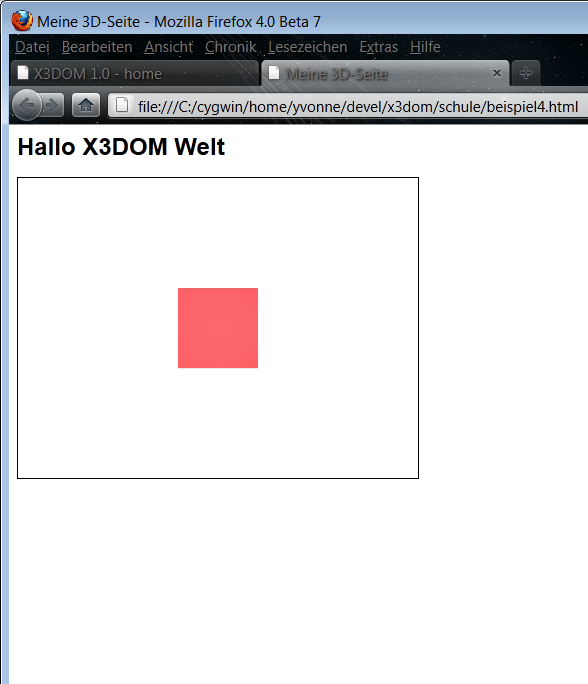 Meine 3D-Seite - Mozilla Firefox 4.0 Beta 7
Datei Bearbeiten Ansicht Chronik Lesezeichen Extras Hilfe
X3DOM 1.0 - home Meine 3D-Seite
file:///C:/cygwin/home/yvonne/devel/x3dom/schule/beispiel4.html
Hallo X3DOM Welt